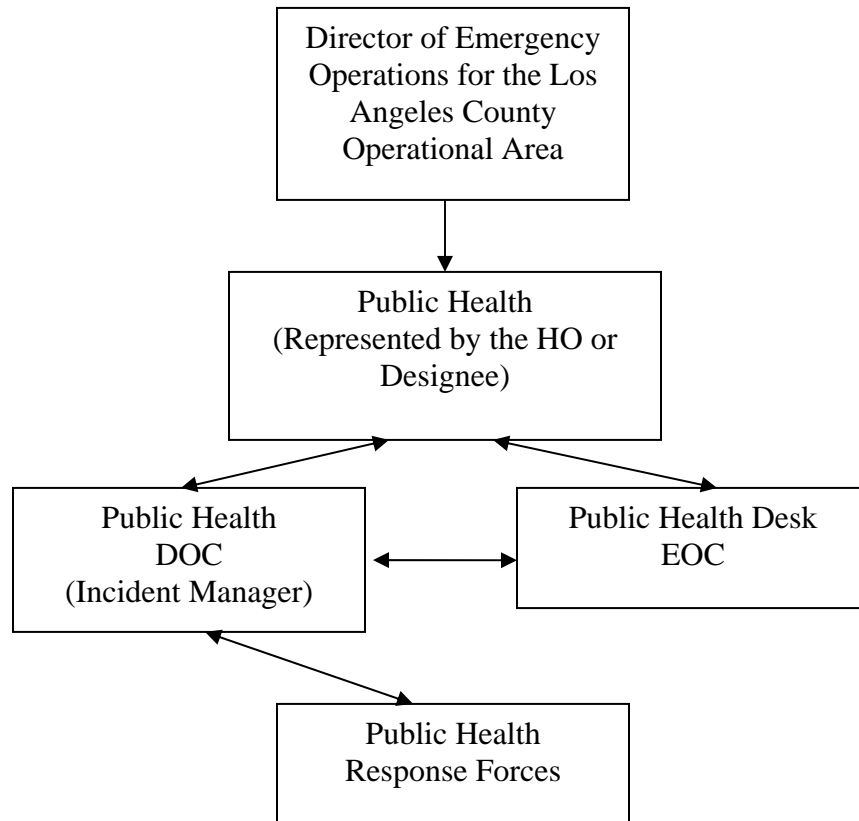 Director of Emergency
Operations for the Los
Angeles County
Operational Area
Public Health
(Represented by the HO or
Designee)
Public Health
DOC
(Incident Manager)
Public Health Desk
EOC
Public Health
Response Forces